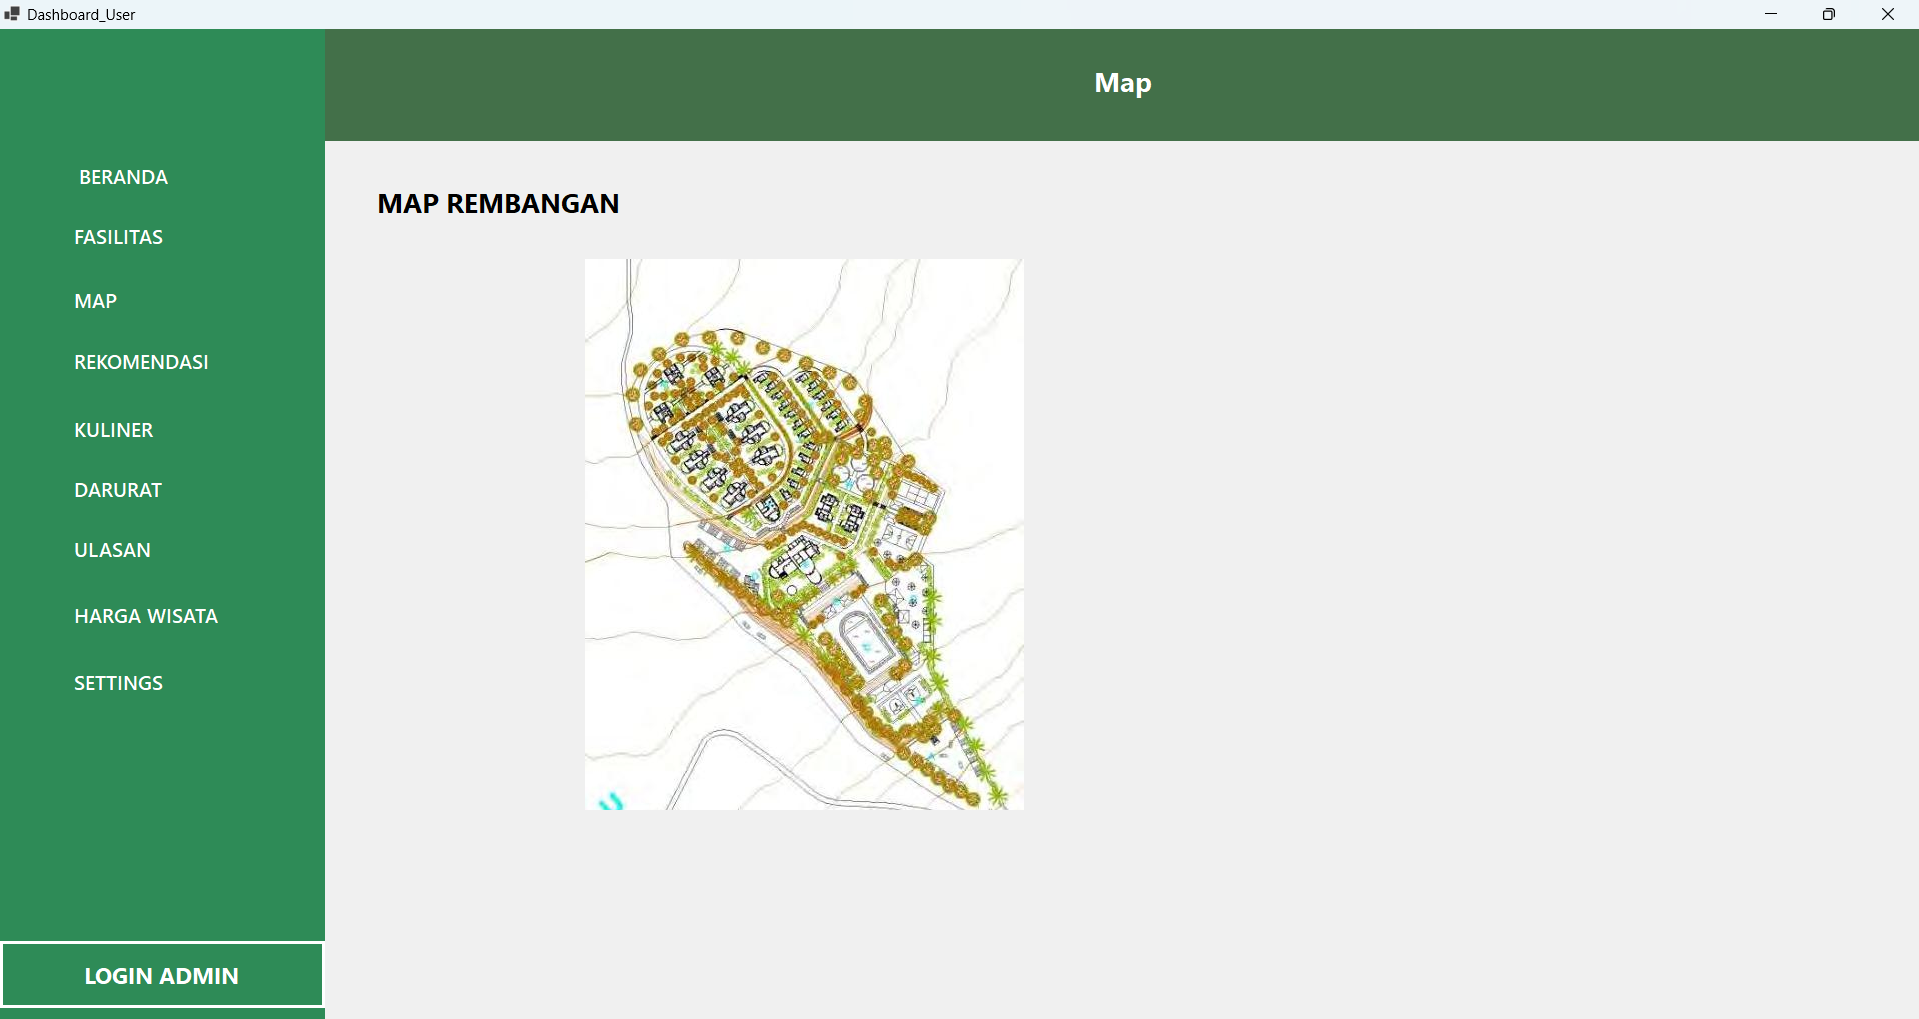 Dashboard_User
Map
BERANDA
FASILITAS
MAP
REKOMENDASI
KULINER
DARURAT
ULASAN
HARGA WISATA
SETTINGS
LOGIN ADMIN
MAP REMBANGAN